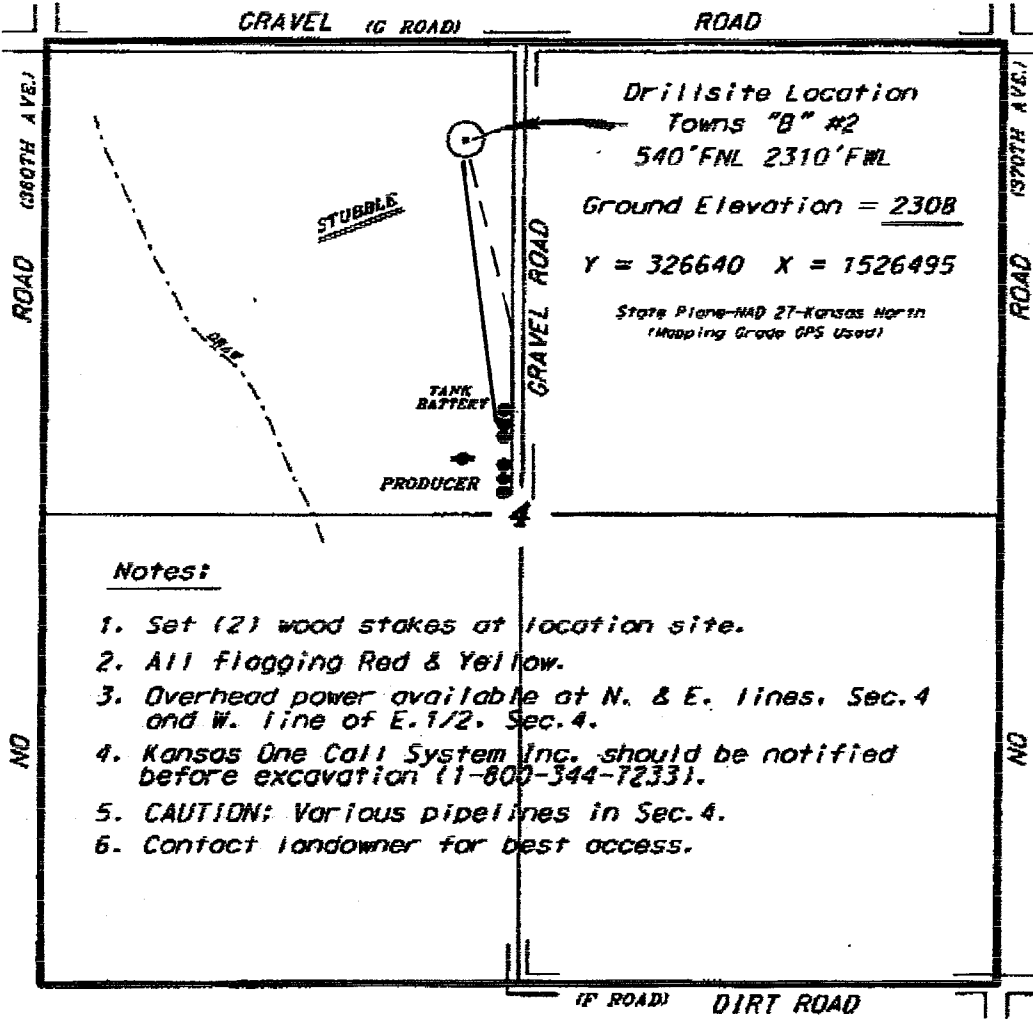 GRAVEL (G ROAD) ROAD
(360TH AVE.)
ROAD
NO
(370TH AVE.)
ROAD
NO
Drillsite Location
Towns "B" #2
540'FNL 2310'FWL
Ground Elevation = 2308
Y = 326640 X = 1526495
State Plane-NAD 27-Kansas North
(Mapping Grade GPS Used)
STUBBLE
GRAVEL ROAD
DRAW
TANK
BATTERY
PRODUCER
4
Notes:
1. Set (2) wood stakes at location site.
2. All flagging Red & Yellow.
3. Overhead power available at N. & E. lines, Sec.4
and W. line of E.1/2, Sec.4.
4. Kansas One Call System Inc. should be notified
before excavation (1-800-344-7233).
5. CAUTION: Various pipelines in Sec.4.
6. Contact landowner for best access.
(F ROAD) DIRT ROAD